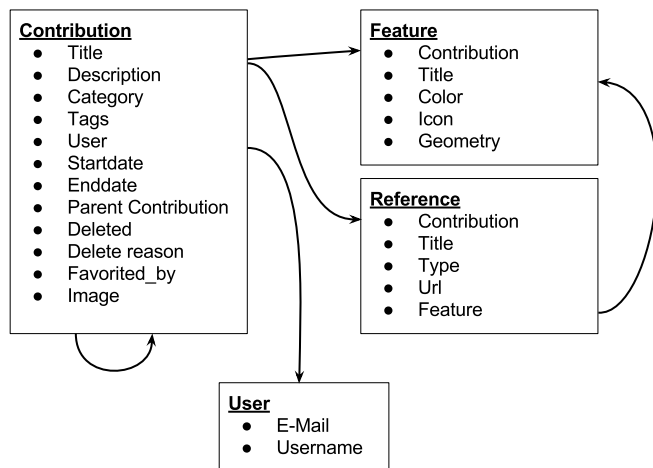 Contribution
● Title
● Description
● Category
● Tags
● User
● Startdate
● Enddate
● Parent Contribution
● Deleted
● Delete reason
● Favorited_by
● Image
Feature
● Contribution
● Title
● Color
● Icon
● Geometry
Reference
● Contribution
● Title
● Type
● Url
● Feature
User
● E-Mail
● Username